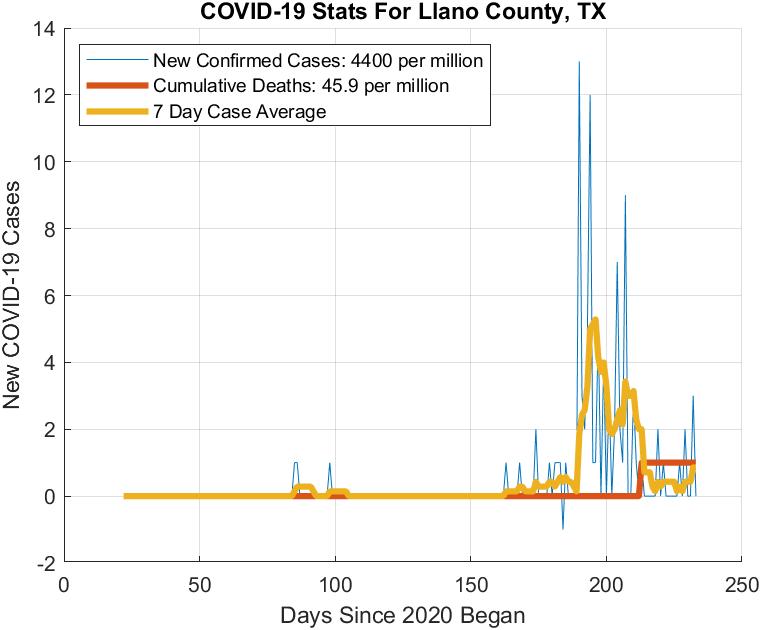 COVID-19 Stats For Llano County, TX
New Confirmed Cases: 4400 per million
Cumulative Deaths: 45.9 per million
7 Day Case Average
New COVID-19 Cases
14
12
10
8
6
4
2
0
-2
0 50 100 150 200 250
Days Since 2020 Began